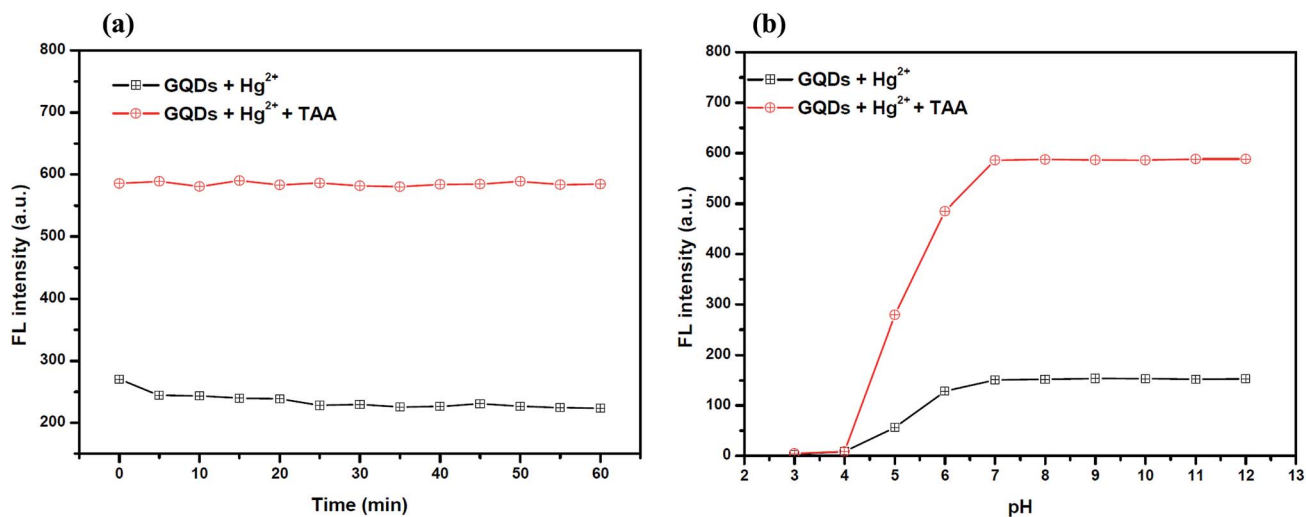 (a)
800
700
600
500
400
300
200
FL intensity (a.u.)
GQDs + Hg²⁺
GQDs + Hg²⁺ + TAA
0 10 20 30 40 50 60
Time (min)
(b)
800
700
600
500
400
300
200
100
0
FL intensity (a.u.)
GQDs + Hg²⁺
GQDs + Hg²⁺ + TAA
2 3 4 5 6 7 8 9 10 11 12 13
pH